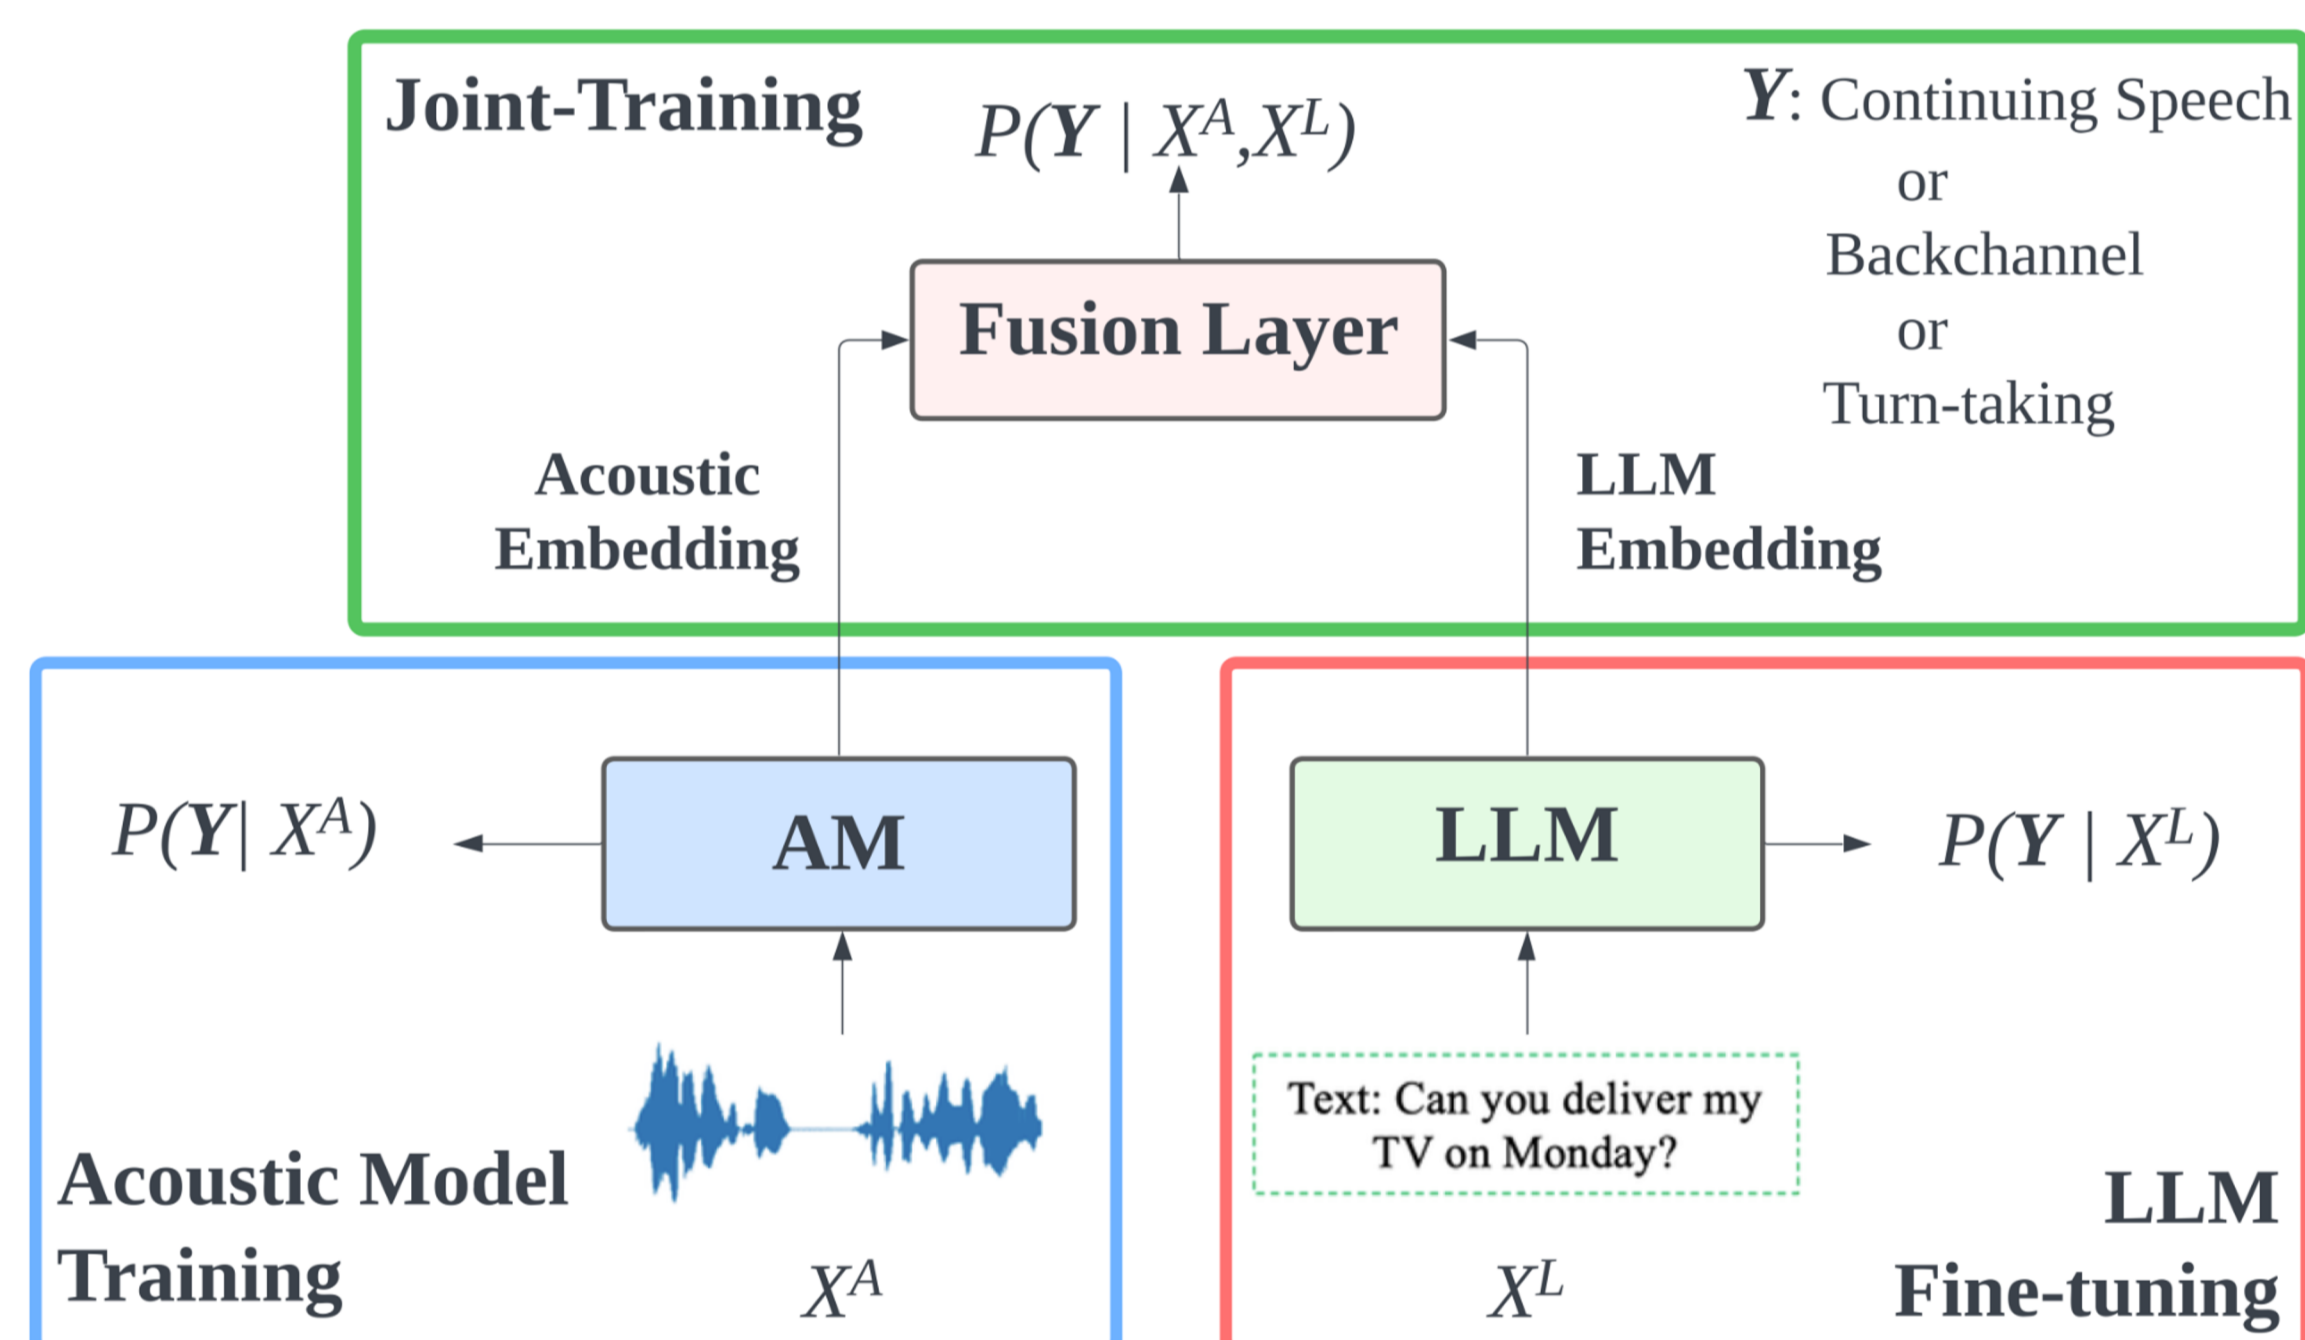 Joint-Training
P(Y | X^A,X^L)
Y: Continuing Speech
or
Backchannel
or
Turn-taking
Fusion Layer
Acoustic
Embedding
LLM
Embedding
P(Y| X^A)
AM
LLM
P(Y | X^L)
Text: Can you deliver my
TV on Monday?
Acoustic Model
Training
X^A
X^L
LLM
Fine-tuning